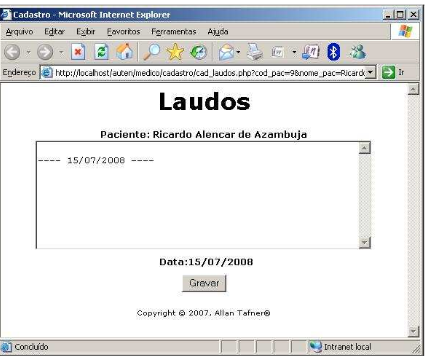 Cadastro - Microsoft Internet Explorer
Arquivo Editar Exibir Favoritos Ferramentas Ajuda
Endereço http://localhost/auten/medico/cadastro/cad_laudos.php?cod_pac=9&nome_pac=Ricardo Ir
Laudos
Paciente: Ricardo Alencar de Azambuja
---- 15/07/2008 ----
Data:15/07/2008
Gravar
Copyright © 2007, Allan Tafner®
Concluído Intranet local